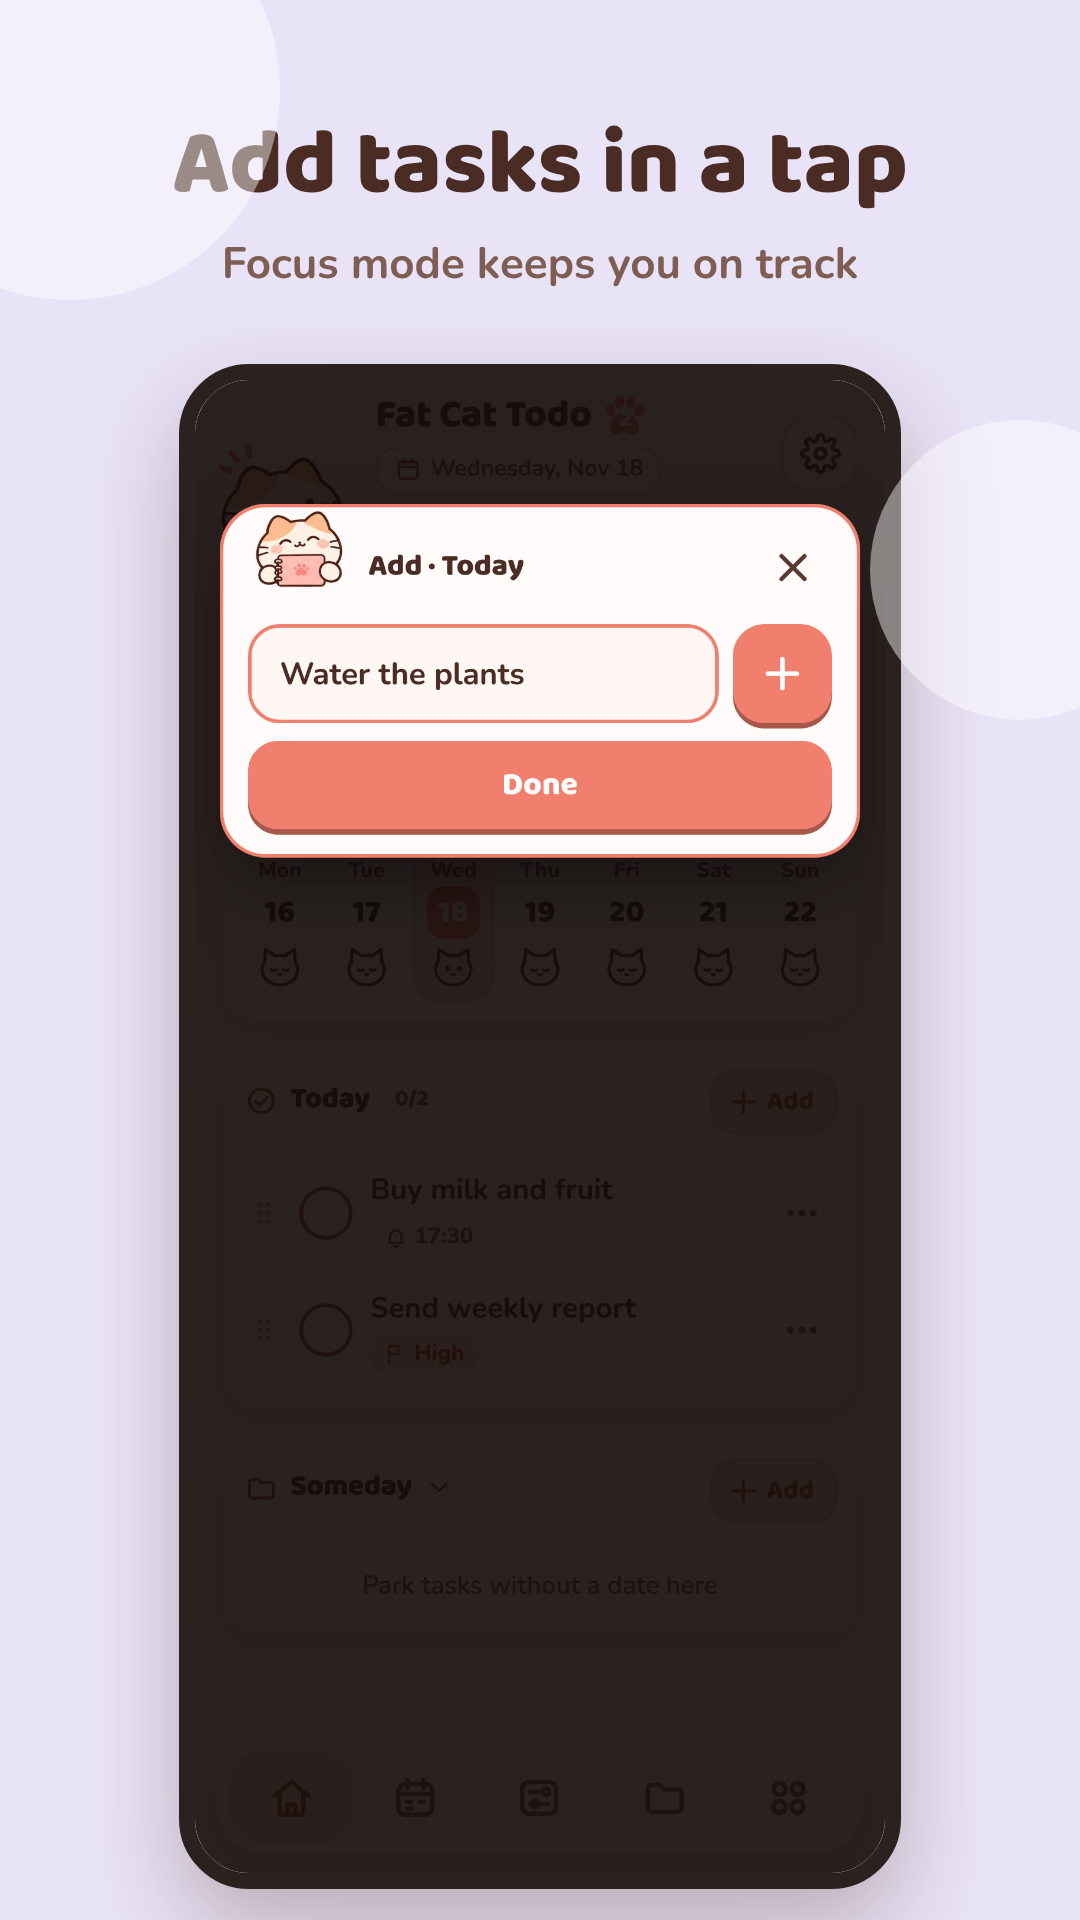 Add tasks in a tap
Focus mode keeps you on track
Fat Cat Todo 2
Wednesday, Nov 18
Add · Today
Water the plants
Done
Mon Tue Wed Thu Fri Sat Sun
16 17 18 19 20 21 22
Today 0/2 Add
Buy milk and fruit
17:30
Send weekly report
High
Someday Add
Park tasks without a date here